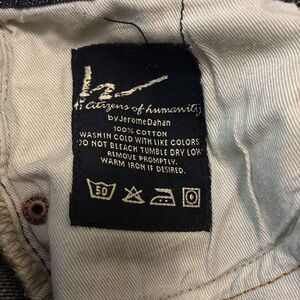 Citizens of humanity
by Jerome Dahan
100% COTTON
WASH IN COLD WITH LIKE COLORS
DO NOT BLEACH TUMBLE DRY LOW
REMOVE PROMPTLY.
WARM IRON IF DESIRED.
50